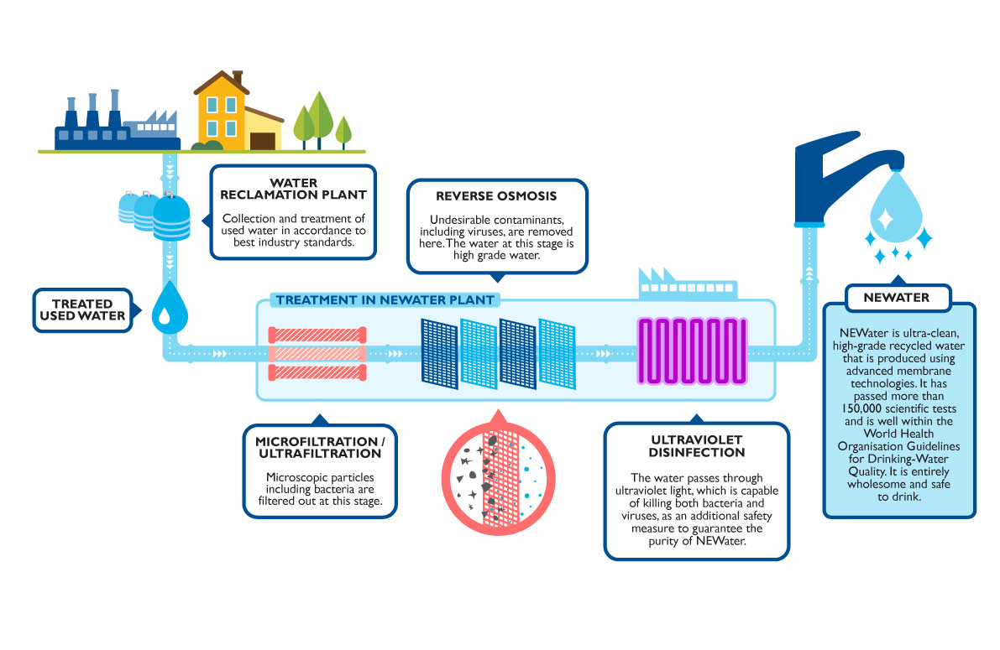 WATER
RECLAMATION PLANT
Collection and treatment of
used water in accordance to
best industry standards.
TREATED
USED WATER
TREATMENT IN NEWATER PLANT
MICROFILTRATION /
ULTRAFILTRATION
Microscopic particles
including bacteria are
filtered out at this stage.
REVERSE OSMOSIS
Undesirable contaminants,
including viruses, are removed
here. The water at this stage is
high grade water.
ULTRAVIOLET
DISINFECTION
The water passes through
ultraviolet light, which is capable
of killing both bacteria and
viruses, as an additional safety
measure to guarantee the
purity of NEWater.
NEWATER
NEWater is ultra-clean,
high-grade recycled water
that is produced using
advanced membrane
technologies. It has
passed more than
150,000 scientific tests
and is well within the
World Health
Organisation Guidelines
for Drinking-Water
Quality. It is entirely
wholesome and safe
to drink.